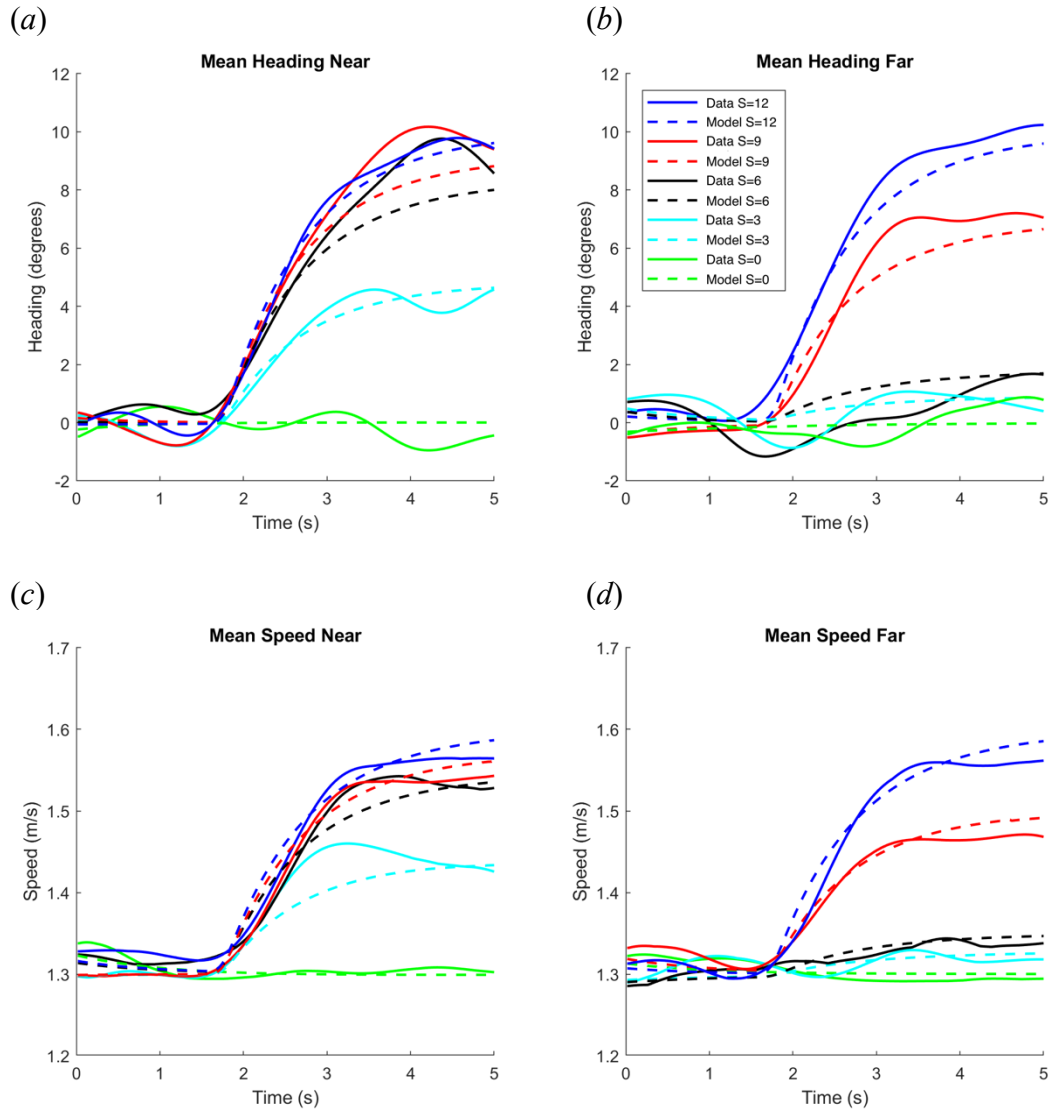 (a)
Mean Heading Near
12
10
8
6
4
2
0
-2
Heading (degrees)
0 1 2 3 4 5
Time (s)
(b)
Mean Heading Far
Data S=12
Model S=12
Data S=9
Model S=9
Data S=6
Model S=6
Data S=3
Model S=3
Data S=0
Model S=0
12
10
8
6
4
2
0
-2
Heading (degrees)
0 1 2 3 4 5
Time (s)
(c)
Mean Speed Near
1.7
1.6
1.5
1.4
1.3
1.2
Speed (m/s)
0 1 2 3 4 5
Time (s)
(d)
Mean Speed Far
1.7
1.6
1.5
1.4
1.3
1.2
Speed (m/s)
0 1 2 3 4 5
Time (s)